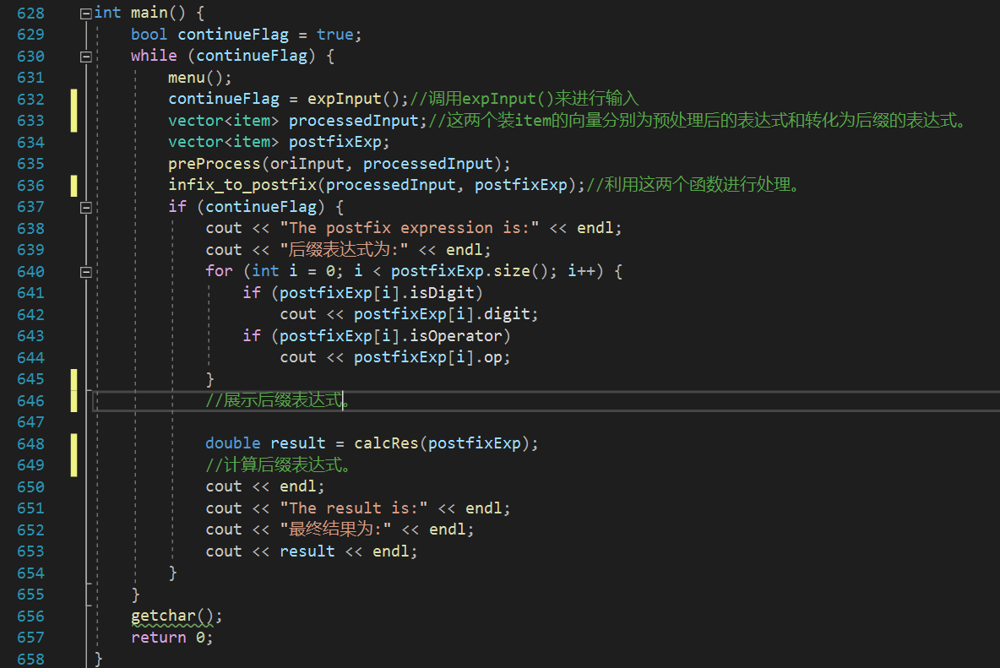 628 int main() {
629 bool continueFlag = true;
630 while (continueFlag) {
631 menu();
632 continueFlag = expInput();//调用expInput()来进行输入
633 vector<item> processedInput;//这两个装item的向量分别为预处理后的表达式和转化为后缀的表达式。
634 vector<item> postfixExp;
635 preProcess(oriInput, processedInput);
636 infix_to_postfix(processedInput, postfixExp);//利用这两个函数进行处理。
637 if (continueFlag) {
638 cout << "The postfix expression is:" << endl;
639 cout << "后缀表达式为:" << endl;
640 for (int i = 0; i < postfixExp.size(); i++) {
641 if (postfixExp[i].isDigit)
642 cout << postfixExp[i].digit;
643 if (postfixExp[i].isOperator)
644 cout << postfixExp[i].op;
645 }
646 //展示后缀表达式。
647
648 double result = calcRes(postfixExp);
649 //计算后缀表达式。
650 cout << endl;
651 cout << "The result is:" << endl;
652 cout << "最终结果为:" << endl;
653 cout << result << endl;
654 }
655 }
656 getchar();
657 return 0;
658 }